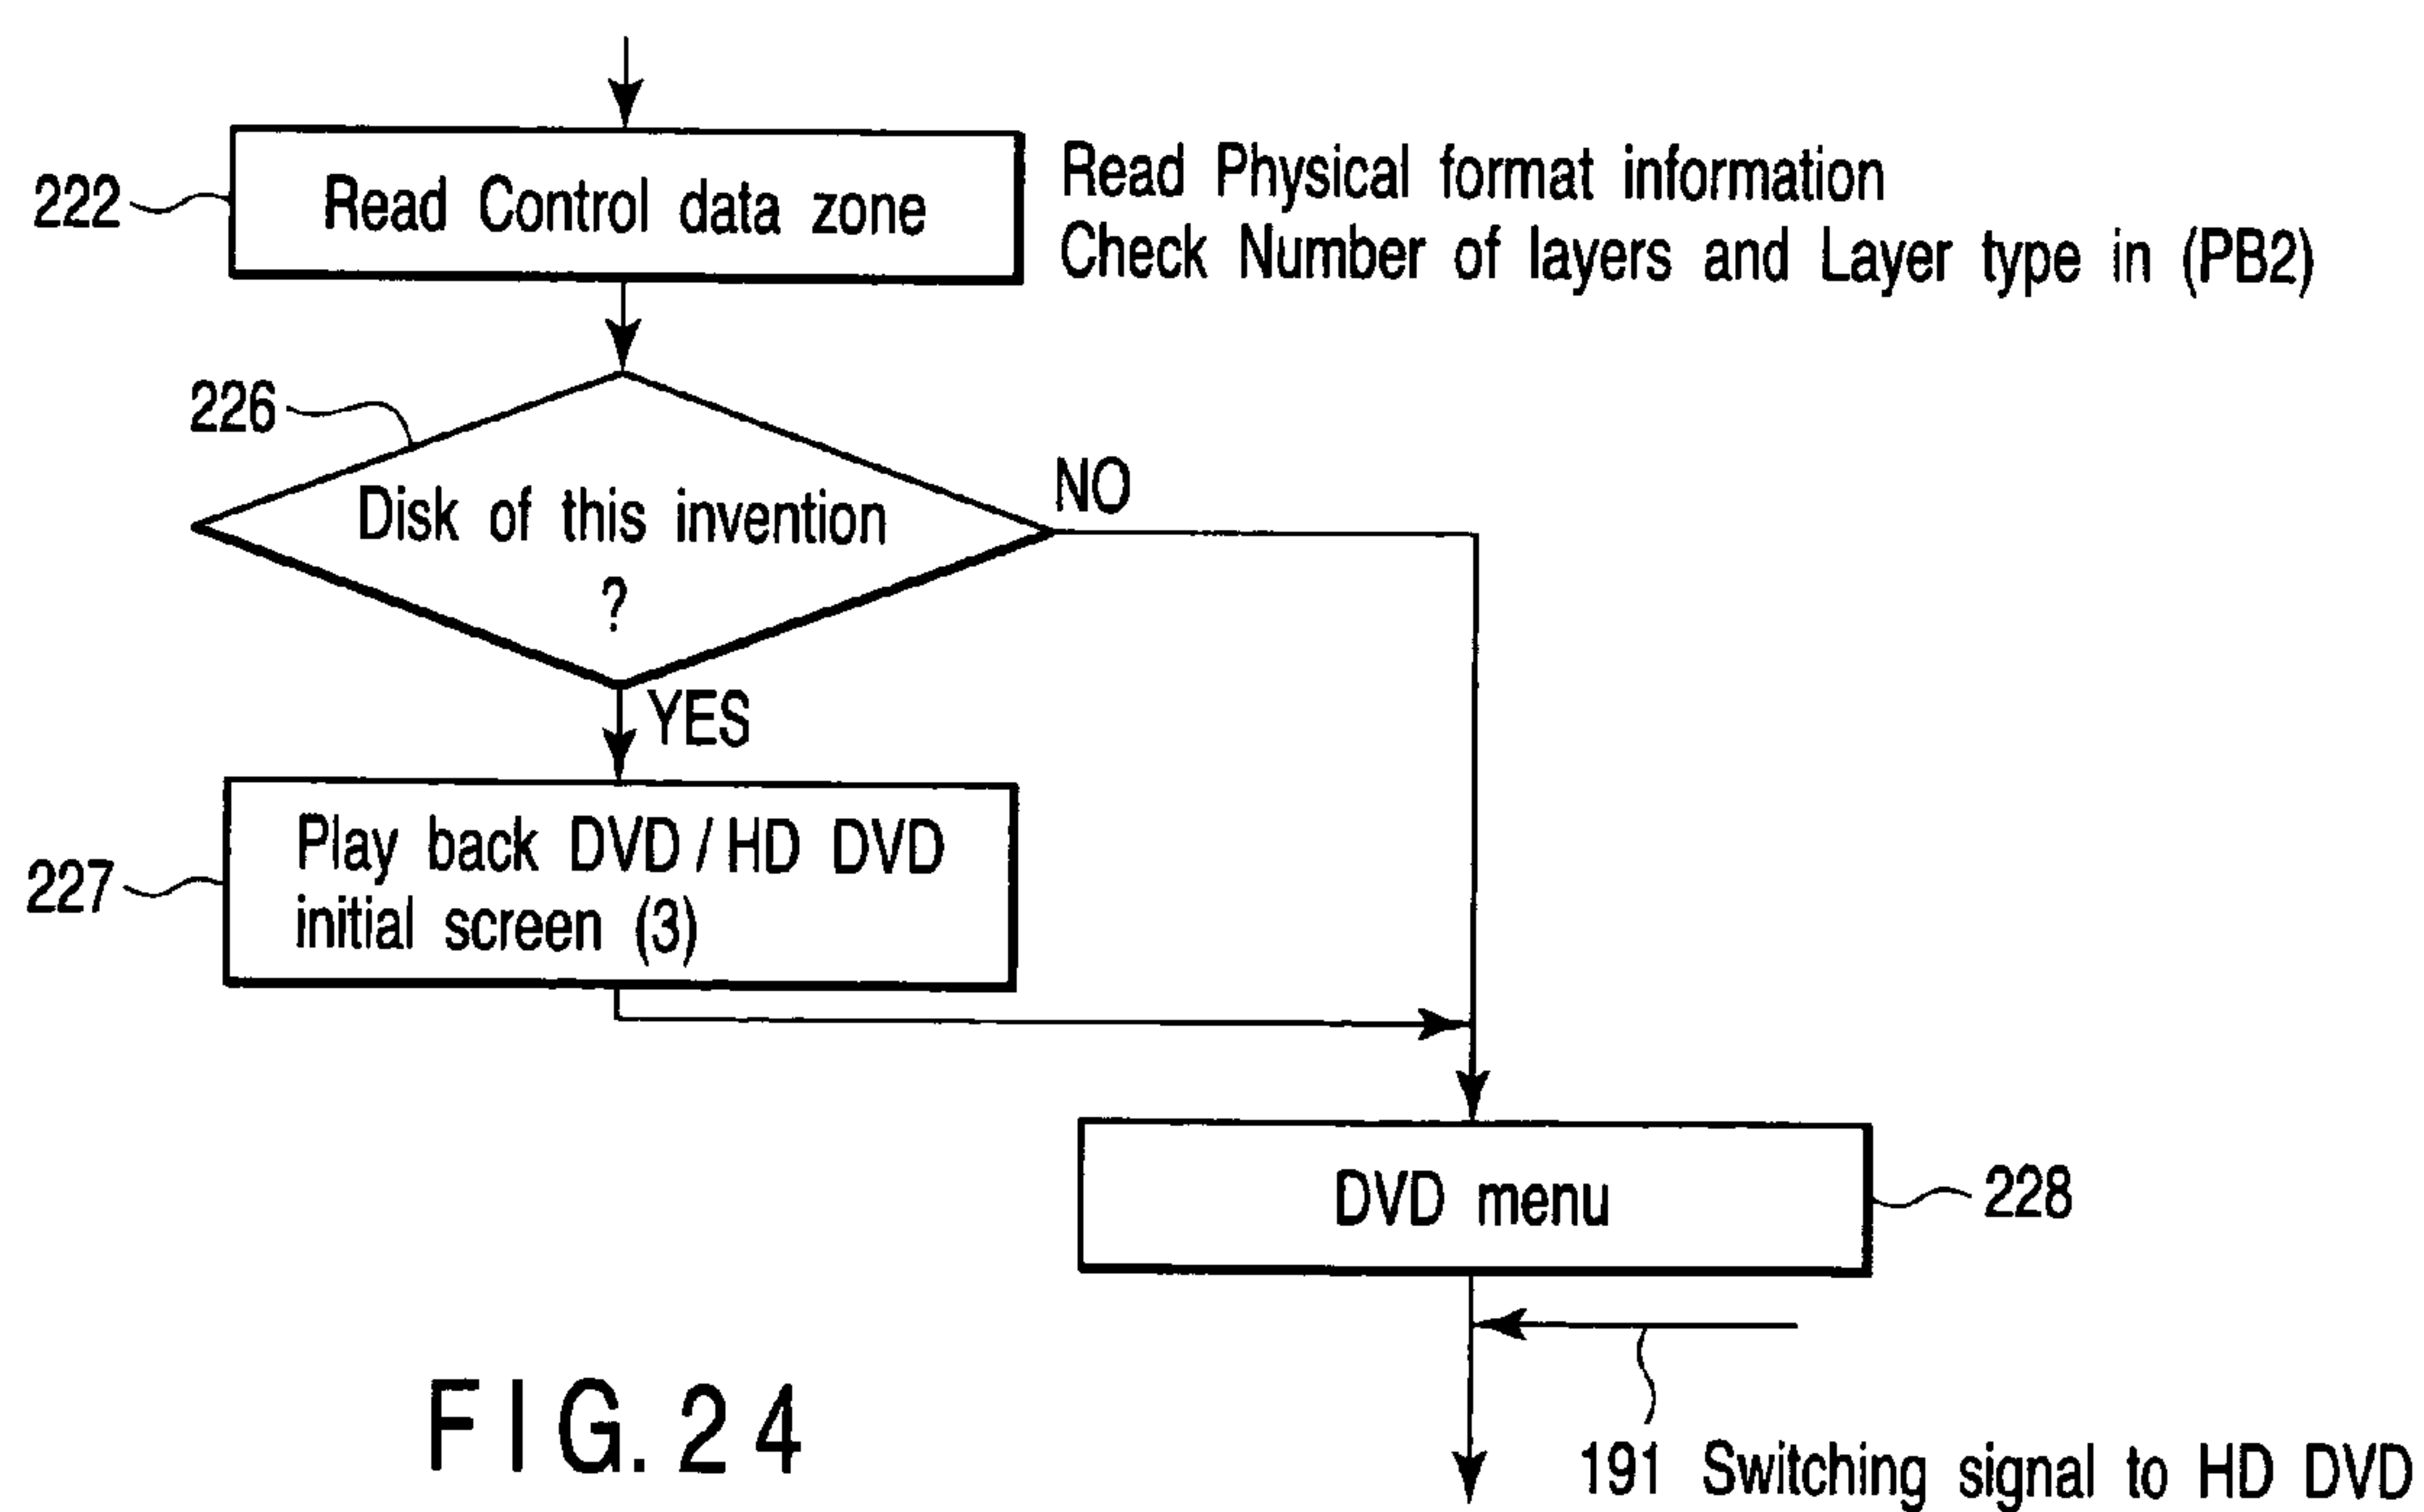 222
Read Control data zone
Read Physical format information
Check Number of layers and Layer type in (PB2)
226
Disk of this invention
?
NO
YES
227
Play back DVD / HD DVD
initial screen (3)
DVD menu
228
191 Switching signal to HD DVD
FIG. 24